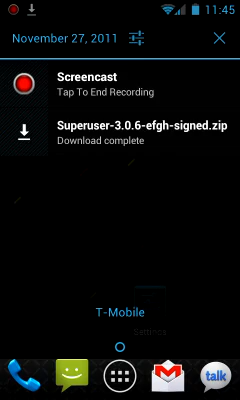 11:45
November 27, 2011
Screencast
Tap To End Recording
Superuser-3.0.6-efgh-signed.zip
Download complete
T-Mobile
Settings
talk